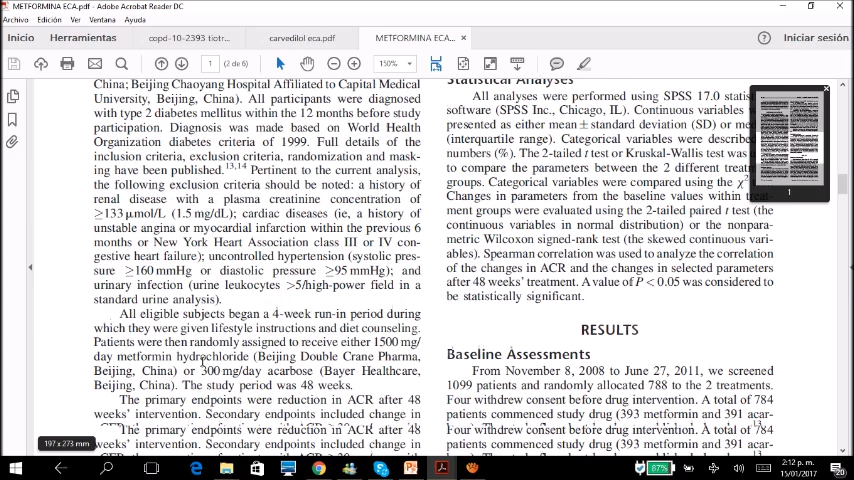 METFORMINA ECA.pdf - Adobe Acrobat Reader DC
Archivo Edición Ver Ventana Ayuda
Inicio Herramientas copd-10-2393 tiotr... carvedilol eca.pdf METFORMINA ECA.... × Iniciar sesión
1 (2 de 6) 150%
China; Beijing Chaoyang Hospital Affiliated to Capital Medical
University, Beijing, China). All participants were diagnosed
with type 2 diabetes mellitus within the 12 months before study
participation. Diagnosis was made based on World Health
Organization diabetes criteria of 1999. Full details of the
inclusion criteria, exclusion criteria, randomization and mask-
ing have been published.13,14 Pertinent to the current analysis,
the following exclusion criteria should be noted: a history of
renal disease with a plasma creatinine concentration of
≥133 μmol/L (1.5 mg/dL); cardiac diseases (ie, a history of
unstable angina or myocardial infarction within the previous 6
months or New York Heart Association class III or IV con-
gestive heart failure); uncontrolled hypertension (systolic pres-
sure ≥160 mmHg or diastolic pressure ≥95 mmHg); and
urinary infection (urine leukocytes >5/high-power field in a
standard urine analysis).
All eligible subjects began a 4-week run-in period during
which they were given lifestyle instructions and diet counseling.
Patients were then randomly assigned to receive either 1500 mg/
day metformin hydrochloride (Beijing Double Crane Pharma,
Beijing, China) or 300 mg/day acarbose (Bayer Healthcare,
Beijing, China). The study period was 48 weeks.
The primary endpoints were reduction in ACR after 48
weeks' intervention. Secondary endpoints included change in
The primary endpoints were reduction in ACR after 48
weeks' intervention. Secondary endpoints included change in
Statistical Analyses
All analyses were performed using SPSS 17.0
software (SPSS Inc., Chicago, IL). Continuous variables
presented as either mean ± standard deviation (SD) or
(interquartile range). Categorical variables were described
numbers (%). The 2-tailed t test or Kruskal-Wallis test was
to compare the parameters between the 2 different
groups. Categorical variables were compared using the χ2
Changes in parameters from the baseline values within treat-
ment groups were evaluated using the 2-tailed paired t test (the
continuous variables in normal distribution) or the nonpara-
metric Wilcoxon signed-rank test (the skewed continuous vari-
ables). Spearman correlation was used to analyze the correlation
of the changes in ACR and the changes in selected parameters
after 48 weeks' treatment. A value of P < 0.05 was considered to
be statistically significant.
RESULTS
Baseline Assessments
From November 8, 2008 to June 27, 2011, we screened
1099 patients and randomly allocated 788 to the 2 treatments.
Four withdrew consent before drug intervention. A total of 784
patients commenced study drug (393 metformin and 391 acar-
Four withdrew consent before drug intervention. A total of 784
patients commenced study drug (393 metformin and 391 acar-
1
197 x 273 mm
87%
2:12 p. m.
15/01/2017
20